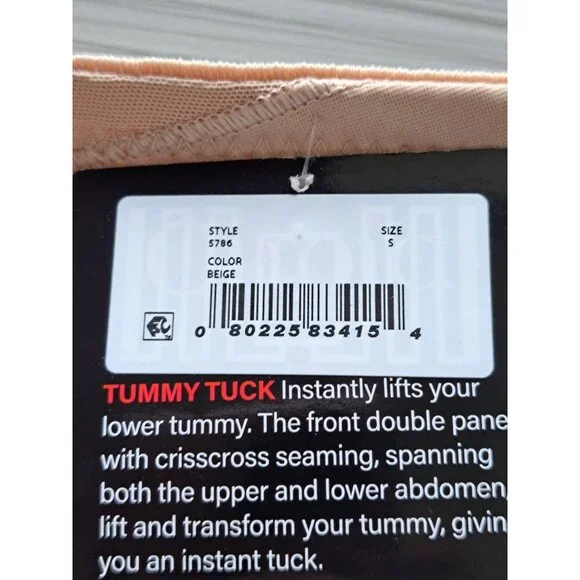 STYLE SIZE
5786 S
COLOR
BEIGE
0 80225 83415 4
TUMMY TUCK Instantly lifts your
lower tummy. The front double pane
with crisscross seaming, spanning
both the upper and lower abdomen,
lift and transform your tummy, givin
you an instant tuck.